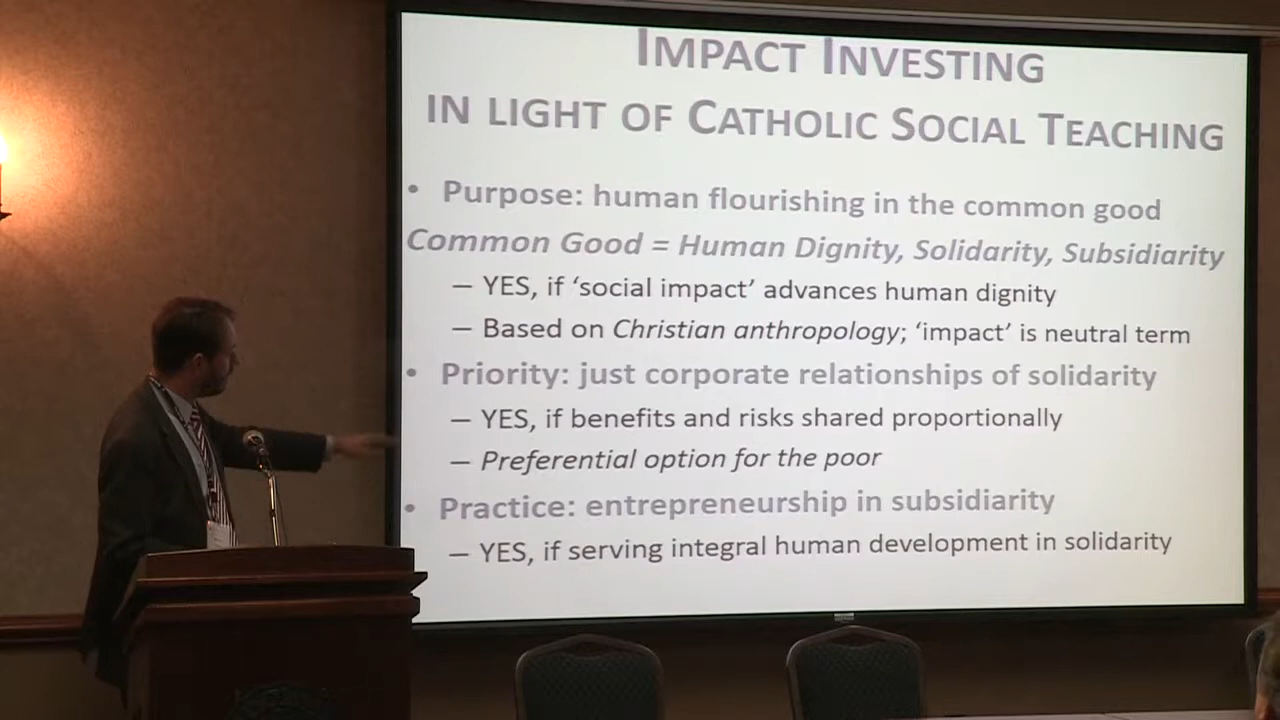 IMPACT INVESTING
IN LIGHT OF CATHOLIC SOCIAL TEACHING
• Purpose: human flourishing in the common good
Common Good = Human Dignity, Solidarity, Subsidiarity
– YES, if ‘social impact’ advances human dignity
– Based on Christian anthropology; ‘impact’ is neutral term
• Priority: just corporate relationships of solidarity
– YES, if benefits and risks shared proportionally
– Preferential option for the poor
• Practice: entrepreneurship in subsidiarity
– YES, if serving integral human development in solidarity